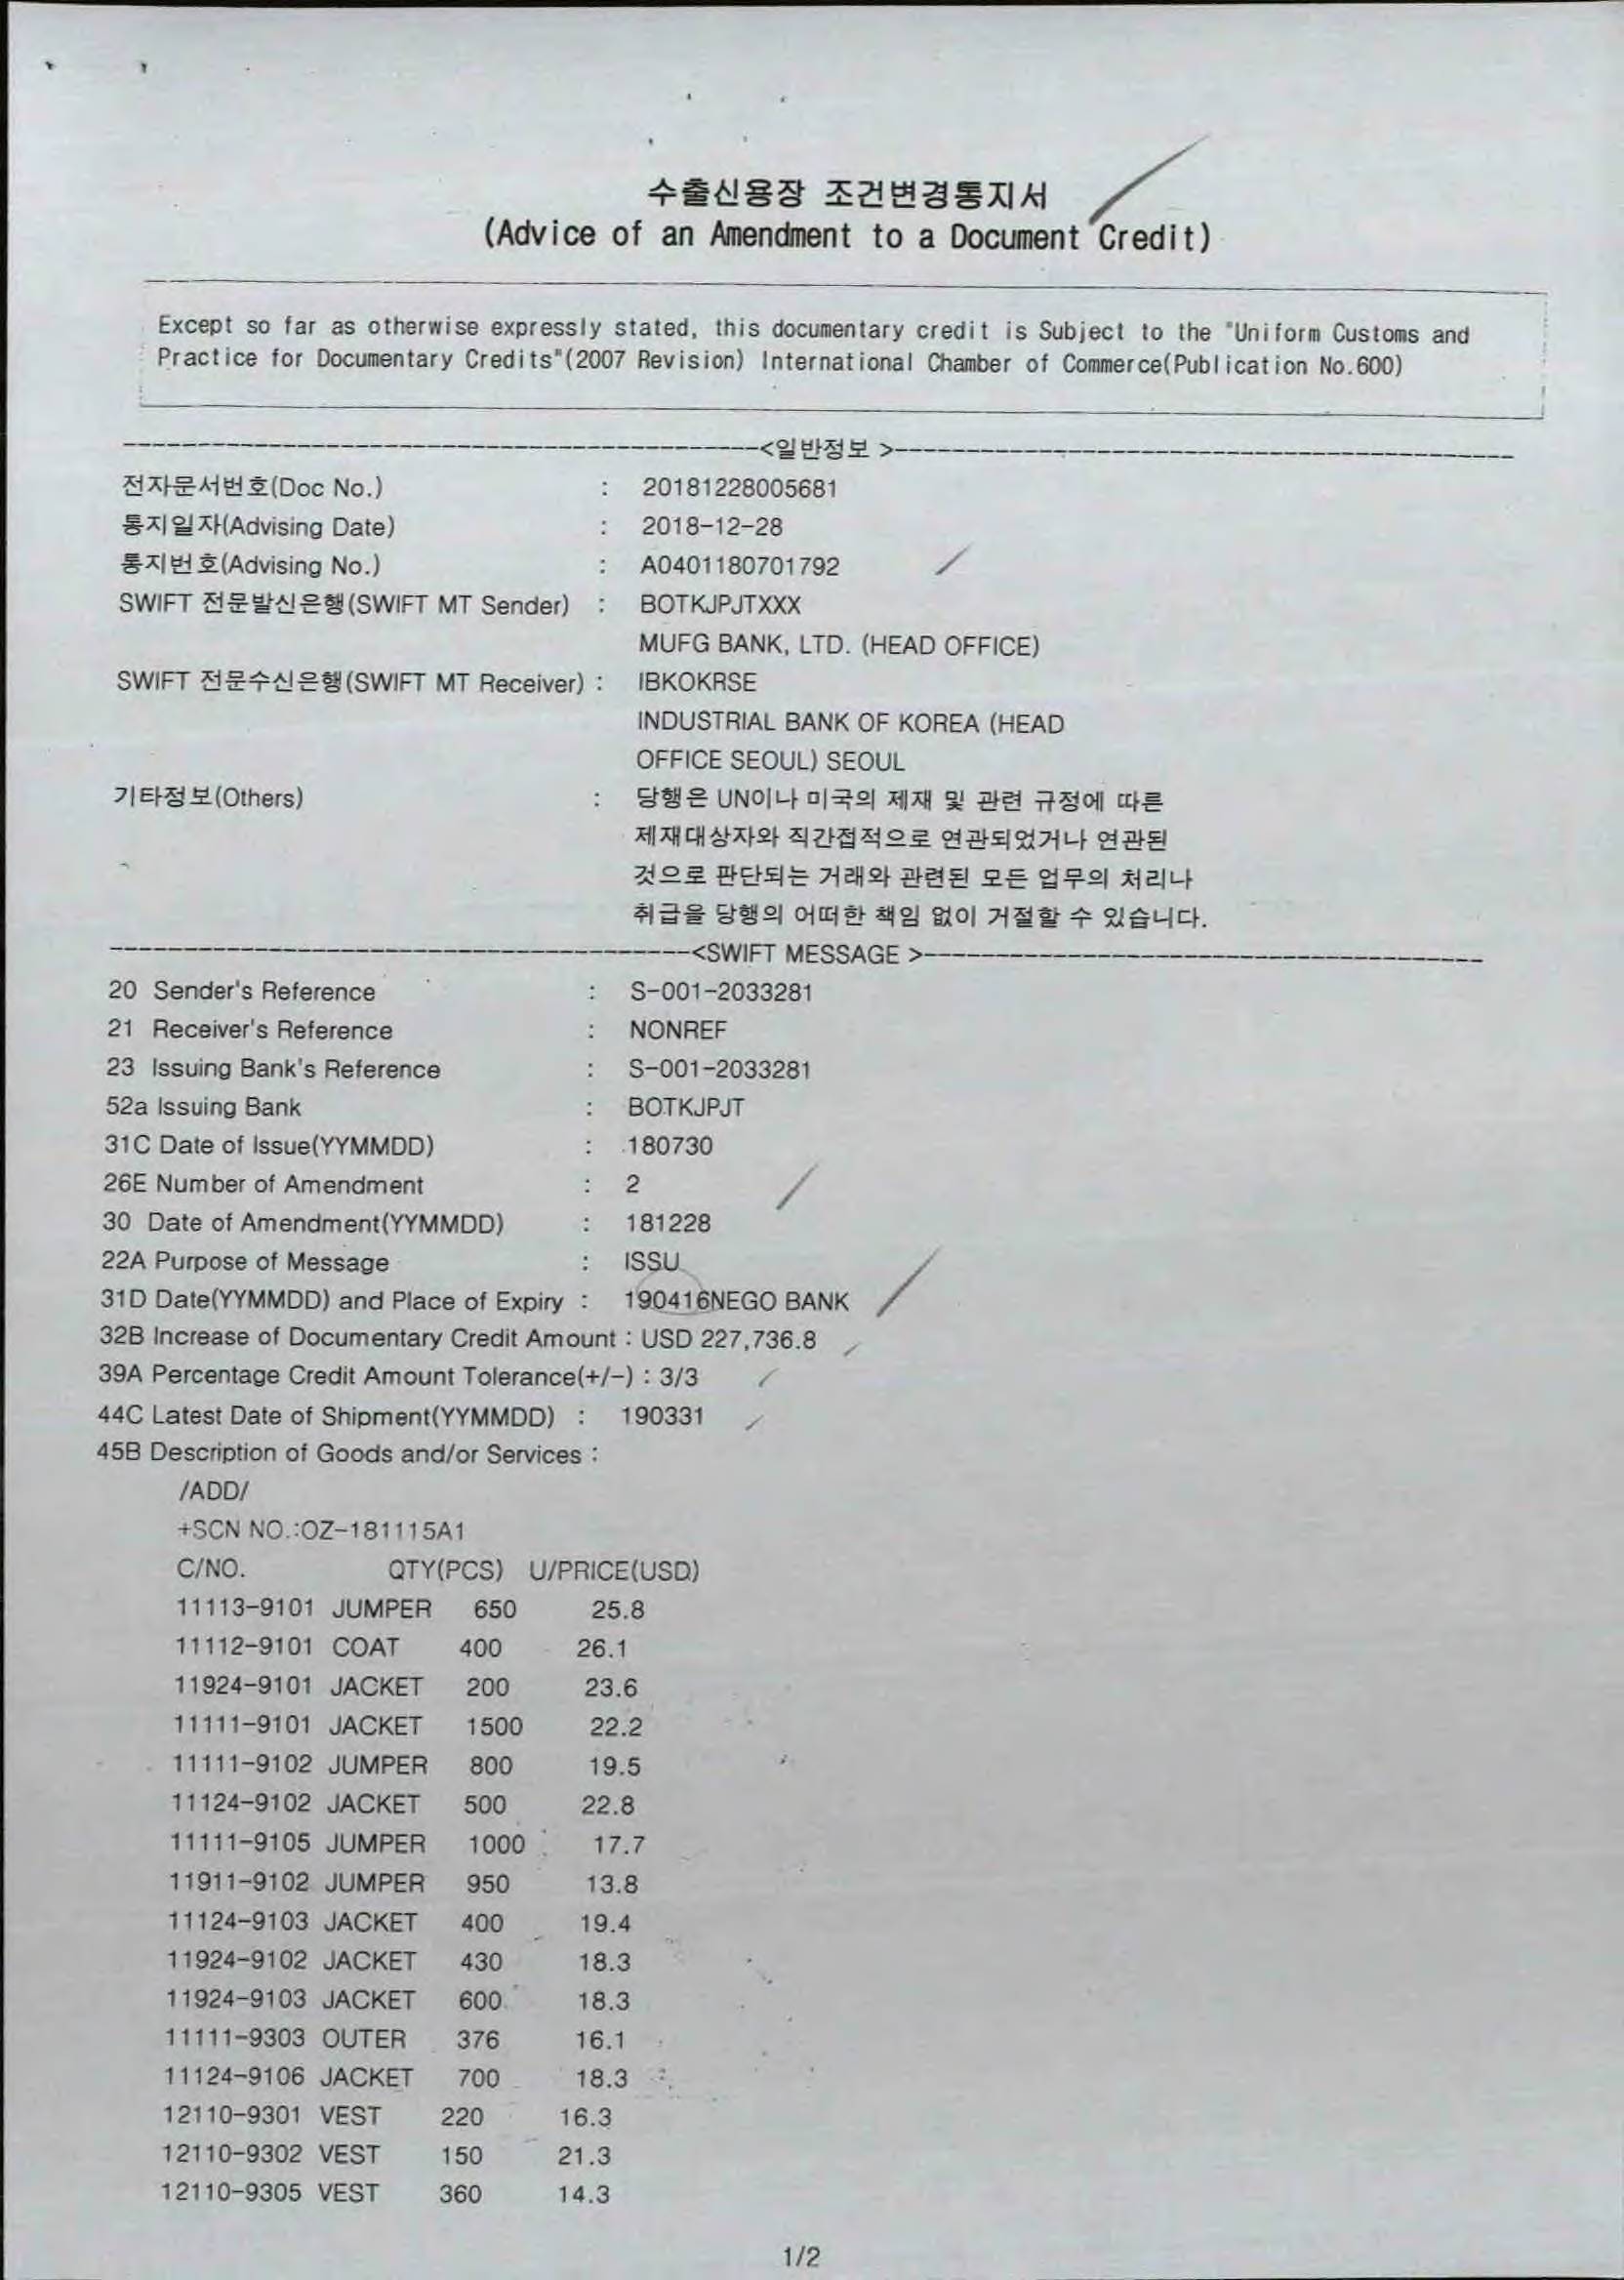 수출신용장 조건변경통지서
(Advice of an Amendment to a Document Credit)
Except so far as otherwise expressly stated, this documentary credit is Subject to the "Uniform Customs and
Practice for Documentary Credits"(2007 Revision) International Chamber of Commerce(Publication No.600)
<일반정보 >
전자문서번호(Doc No.) : 20181228005681
통지일자(Advising Date) : 2018-12-28
통지번호(Advising No.) : A0401180701792
SWIFT 전문발신은행(SWIFT MT Sender) : BOTKJPJTXXX
MUFG BANK, LTD. (HEAD OFFICE)
SWIFT 전문수신은행(SWIFT MT Receiver) : IBKOKRSE
INDUSTRIAL BANK OF KOREA (HEAD
OFFICE SEOUL) SEOUL
기타정보(Others) : 당행은 UN이나 미국의 제재 및 관련 규정에 따른
제재대상자와 직간접적으로 연관되었거나 연관된
것으로 판단되는 거래와 관련된 모든 업무의 처리나
취급을 당행의 어떠한 책임 없이 거절할 수 있습니다.
<SWIFT MESSAGE >
20 Sender's Reference : S-001-2033281
21 Receiver's Reference : NONREF
23 Issuing Bank's Reference : S-001-2033281
52a Issuing Bank : BOTKJPJT
31C Date of Issue(YYMMDD) : 180730
26E Number of Amendment : 2
30 Date of Amendment(YYMMDD) : 181228
22A Purpose of Message : ISSU
31D Date(YYMMDD) and Place of Expiry : 190416NEGO BANK
32B Increase of Documentary Credit Amount : USD 227,736.8
39A Percentage Credit Amount Tolerance(+/-) : 3/3
44C Latest Date of Shipment(YYMMDD) : 190331
45B Description of Goods and/or Services :
/ADD/
+SCN NO.:OZ-181115A1
C/NO. QTY(PCS) U/PRICE(USD)
11113-9101 JUMPER 650 25.8
11112-9101 COAT 400 26.1
11924-9101 JACKET 200 23.6
11111-9101 JACKET 1500 22.2
11111-9102 JUMPER 800 19.5
11124-9102 JACKET 500 22.8
11111-9105 JUMPER 1000 17.7
11911-9102 JUMPER 950 13.8
11124-9103 JACKET 400 19.4
11924-9102 JACKET 430 18.3
11924-9103 JACKET 600 18.3
11111-9303 OUTER 376 16.1
11124-9106 JACKET 700 18.3
12110-9301 VEST 220 16.3
12110-9302 VEST 150 21.3
12110-9305 VEST 360 14.3
1/2